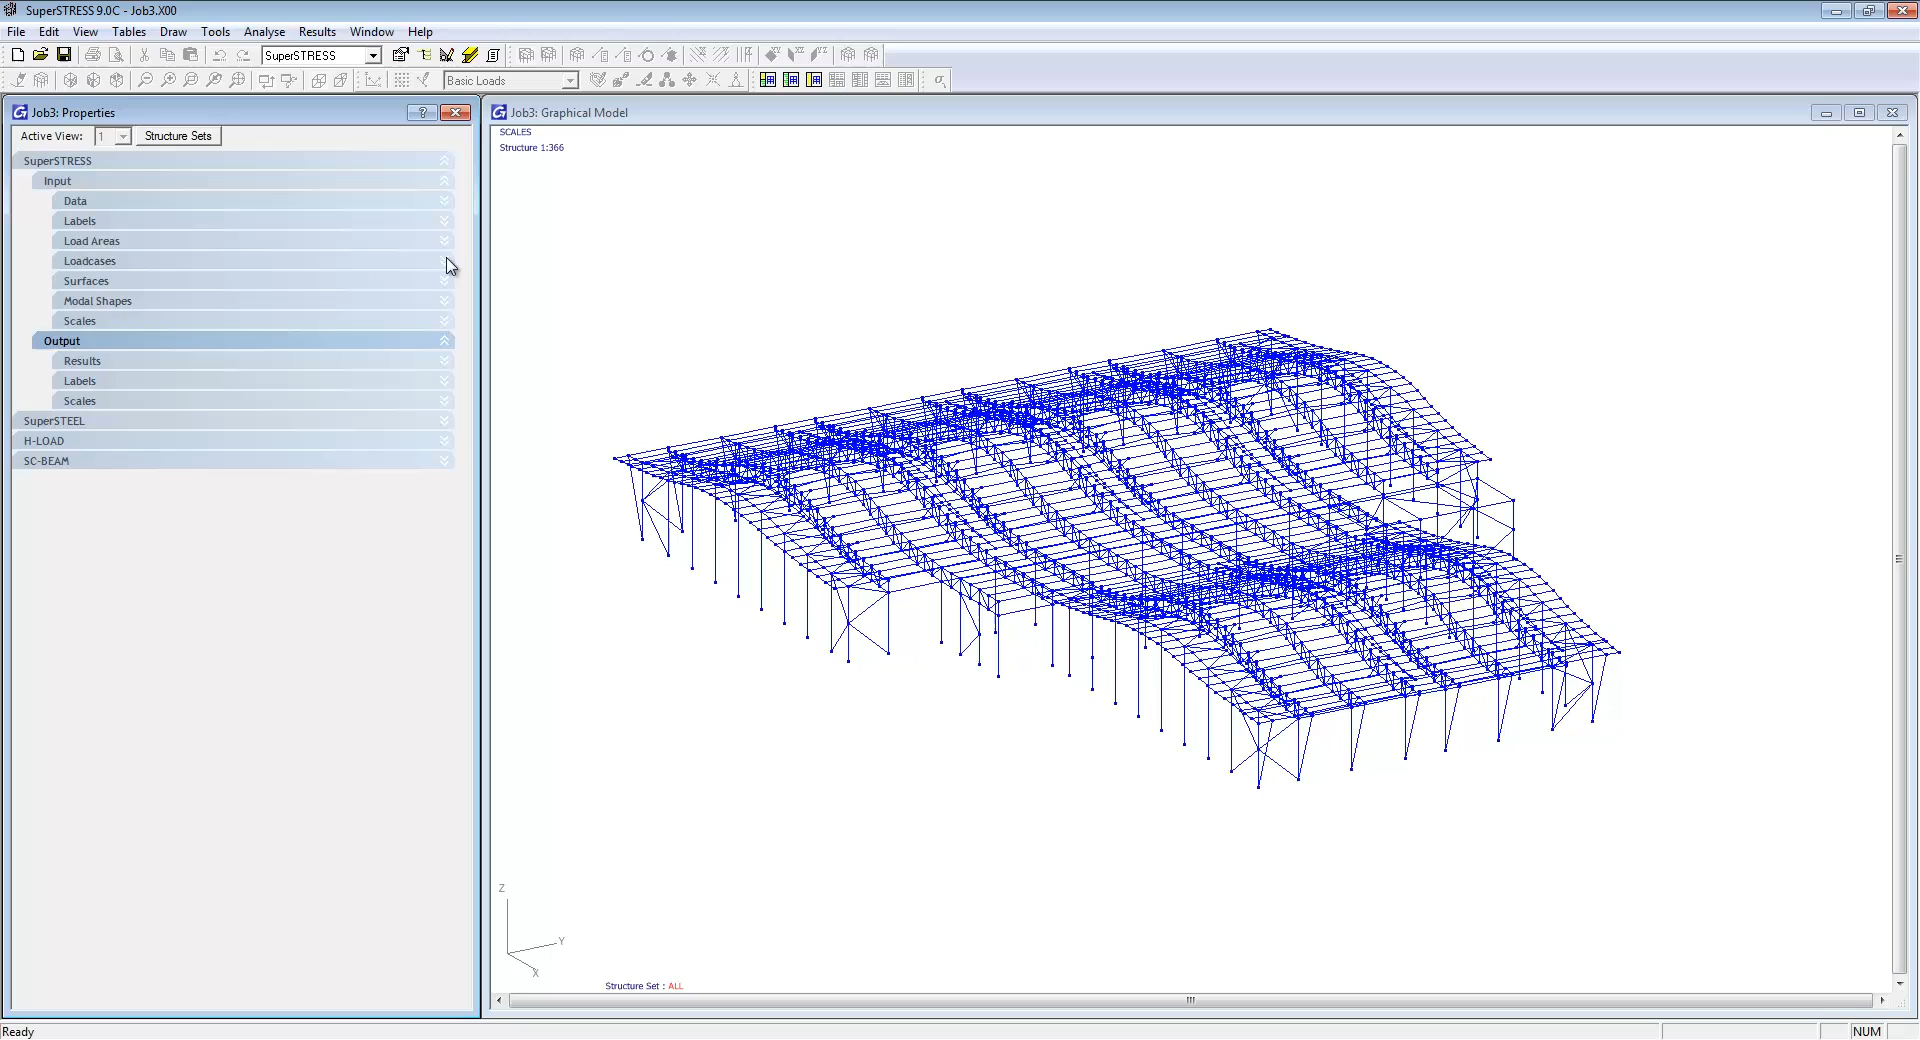 SuperSTRESS 9.0C - Job3.X00
File Edit View Tables Draw Tools Analyse Results Window Help
SuperSTRESS
Basic Loads
Job3: Properties
Active View: 1 Structure Sets
SuperSTRESS
Input
Data
Labels
Load Areas
Loadcases
Surfaces
Modal Shapes
Scales
Output
Results
Labels
Scales
SuperSTEEL
H-LOAD
SC-BEAM
Job3: Graphical Model
SCALES
Structure 1:366
Z
Y
X
Structure Set : ALL
Ready
NUM